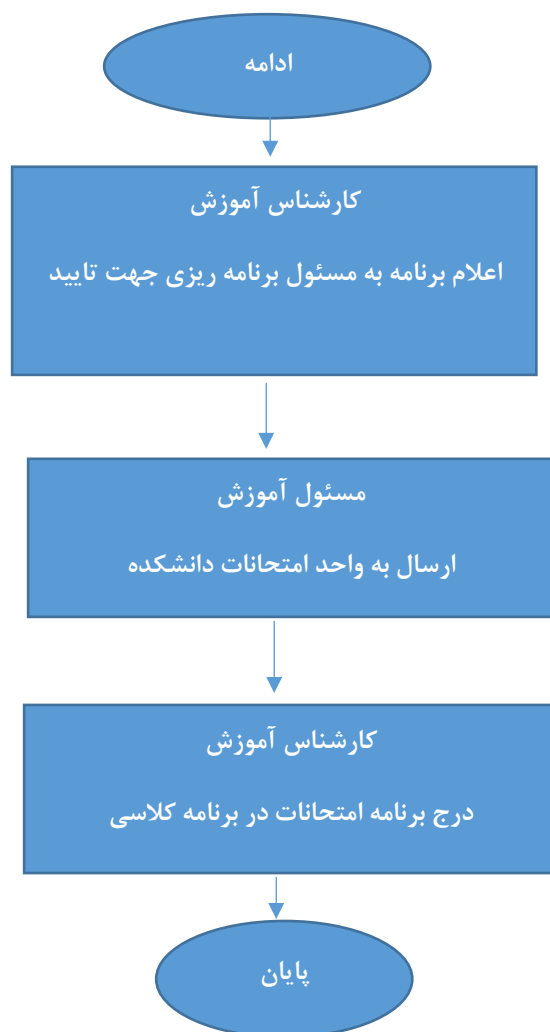 ادامه
کارشناس آموزش
اعلام برنامه به مسئول برنامه ریزی جهت تایید
مسئول آموزش
ارسال به واحد امتحانات دانشکده
کارشناس آموزش
درج برنامه امتحانات در برنامه کلاسی
پایان